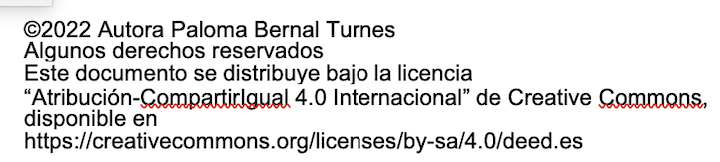 ©2022 Autora Paloma Bernal Turnes
Algunos derechos reservados
Este documento se distribuye bajo la licencia
“Atribución-CompartirIgual 4.0 Internacional” de Creative Commons,
disponible en
https://creativecommons.org/licenses/by-sa/4.0/deed.es